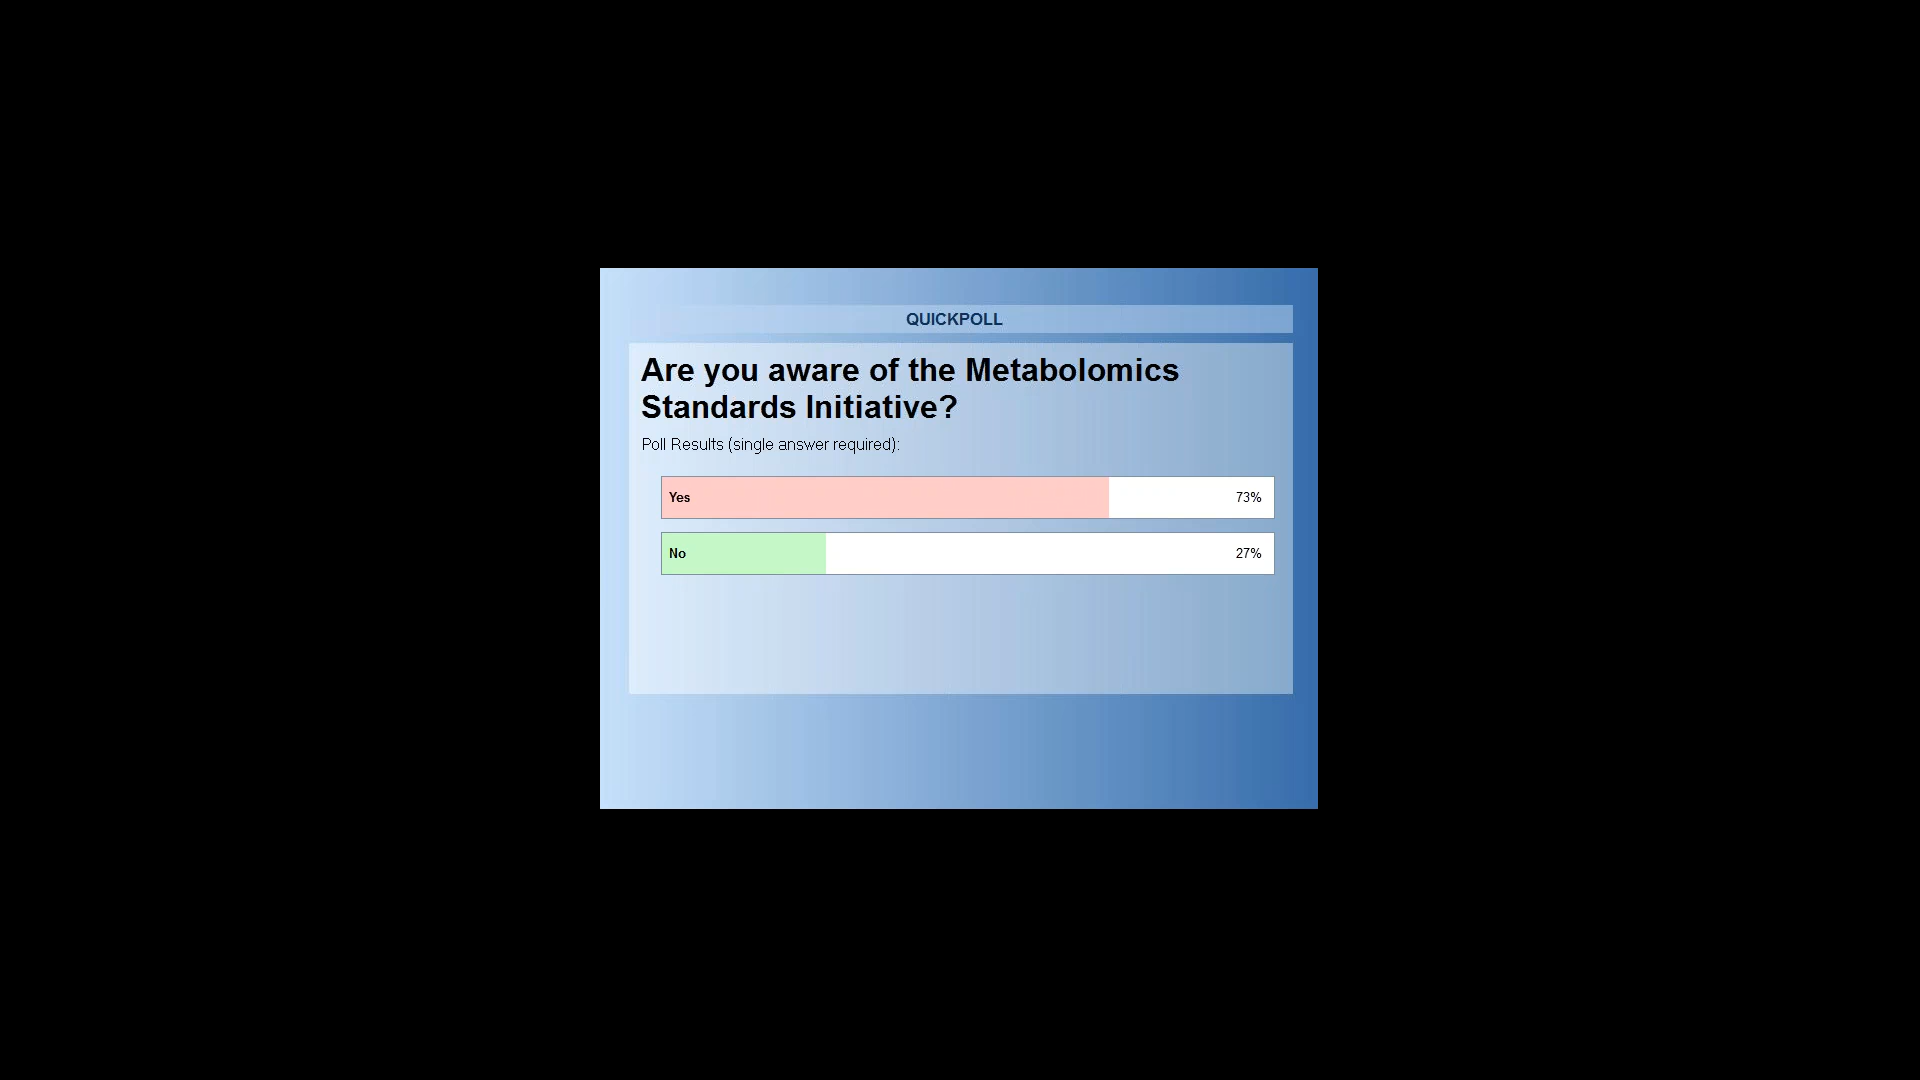 QUICKPOLL
Are you aware of the Metabolomics
Standards Initiative?
Poll Results (single answer required):
Yes 73%
No 27%